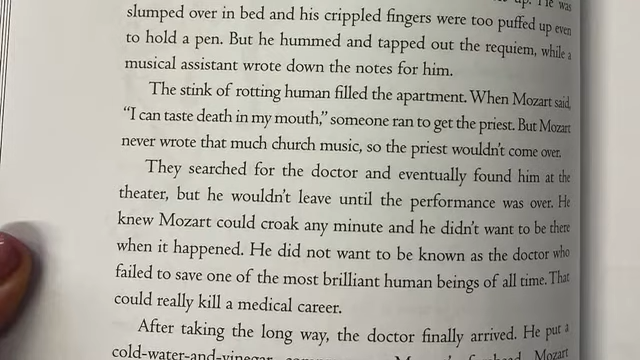 up. He was
slumped over in bed and his crippled fingers were too puffed up even
to hold a pen. But he hummed and tapped out the requiem, while a
musical assistant wrote down the notes for him.
The stink of rotting human filled the apartment. When Mozart said,
“I can taste death in my mouth,” someone ran to get the priest. But Mozart
never wrote that much church music, so the priest wouldn’t come over.
They searched for the doctor and eventually found him at the
theater, but he wouldn’t leave until the performance was over. He
knew Mozart could croak any minute and he didn’t want to be there
when it happened. He did not want to be known as the doctor who
failed to save one of the most brilliant human beings of all time. That
could really kill a medical career.
After taking the long way, the doctor finally arrived. He put a
cold-water-and-vinegar Mozart